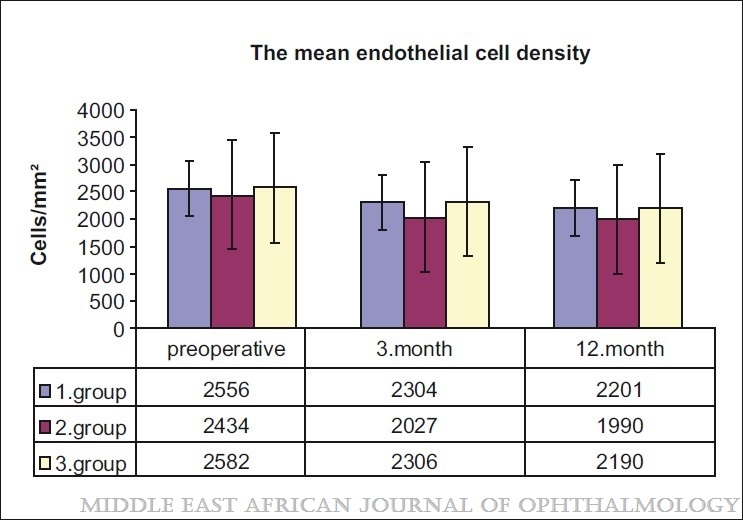 The mean endothelial cell density
Cells/mm²
4000
3500
3000
2500
2000
1500
1000
500
0
preoperative 3.month 12.month
1.group 2556 2304 2201
2.group 2434 2027 1990
3.group 2582 2306 2190
MIDDLE EAST AFRICAN JOURNAL OF OPHTHALMOLOGY